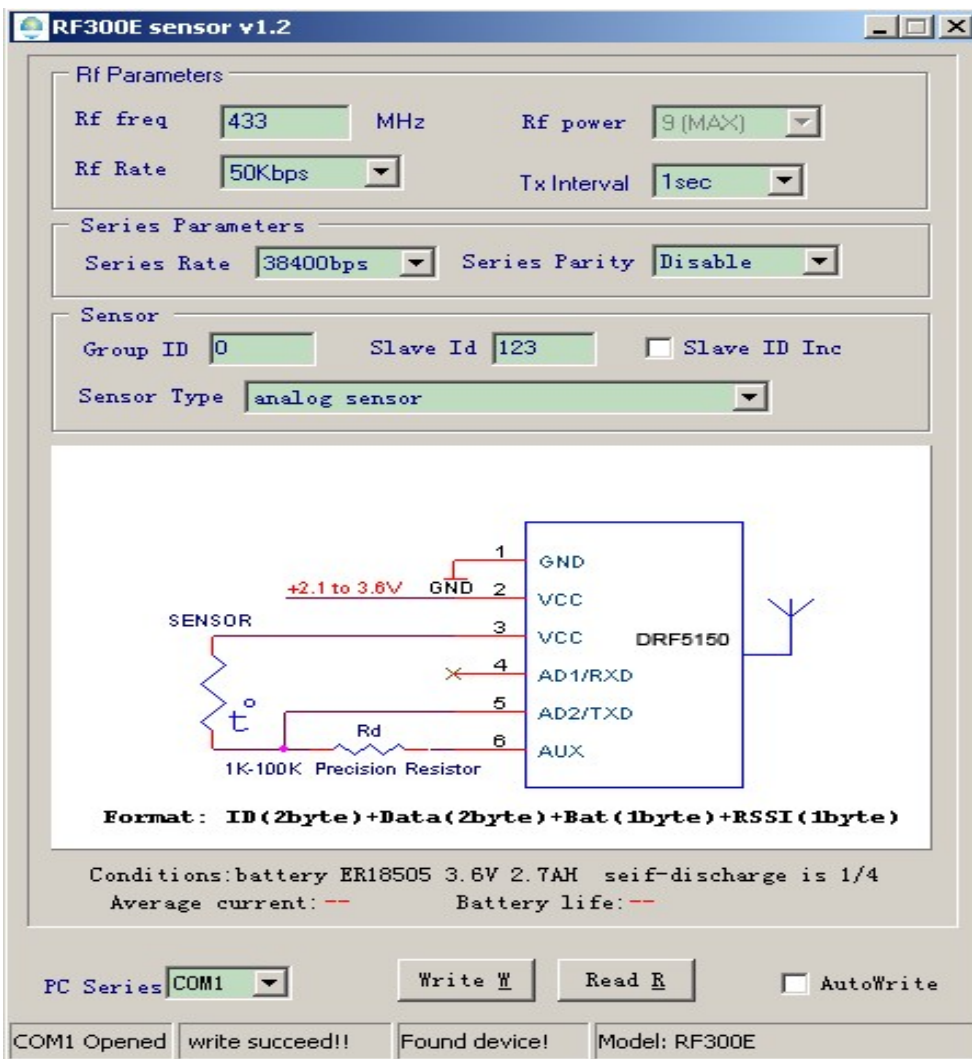 RF300E sensor v1.2
Rf Parameters
Rf freq 433 MHz Rf power 9 (MAX)
Rf Rate 50Kbps Tx Interval 1sec
Series Parameters
Series Rate 38400bps Series Parity Disable
Sensor
Group ID 0 Slave Id 123 Slave ID Inc
Sensor Type analog sensor
1 GND
+2.1 to 3.6V GND 2 VCC
SENSOR 3 VCC DRF5150
4 AD1/RXD
t° 5 AD2/TXD
Rd 6 AUX
1K-100K Precision Resistor
Format: ID(2byte)+Data(2byte)+Bat(1byte)+RSSI(1byte)
Conditions:battery ER18505 3.6V 2.7AH seif-discharge is 1/4
Average current:-- Battery life:--
PC Series COM1 Write W Read R AutoWrite
COM1 Opened write succeed!! Found device! Model: RF300E